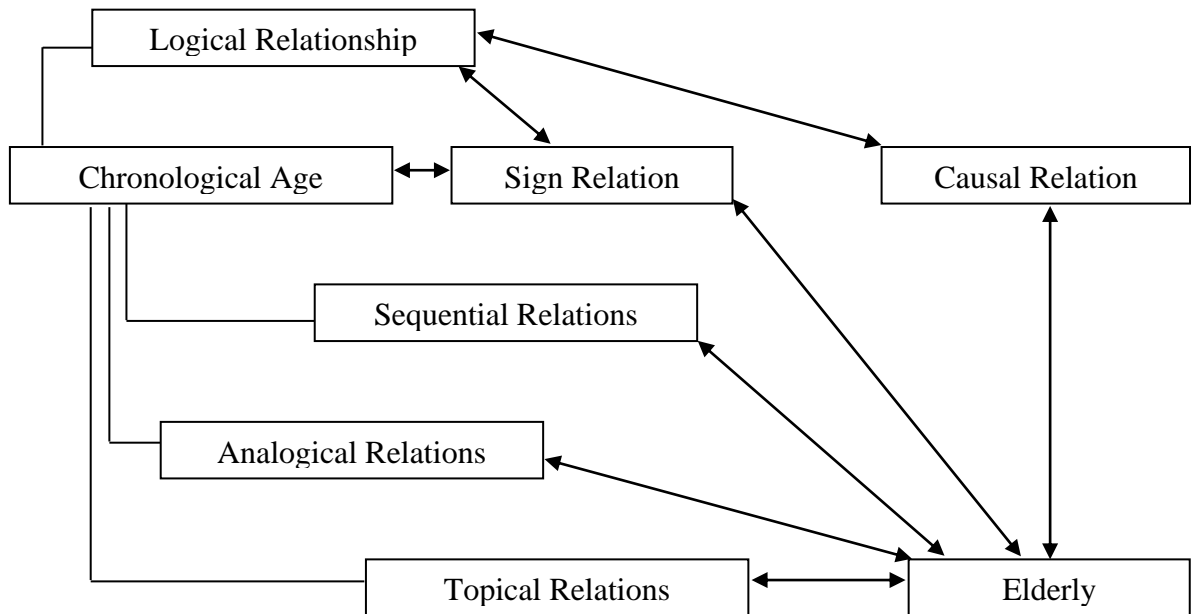 Logical Relationship
Chronological Age
Sign Relation
Causal Relation
Sequential Relations
Analogical Relations
Topical Relations
Elderly